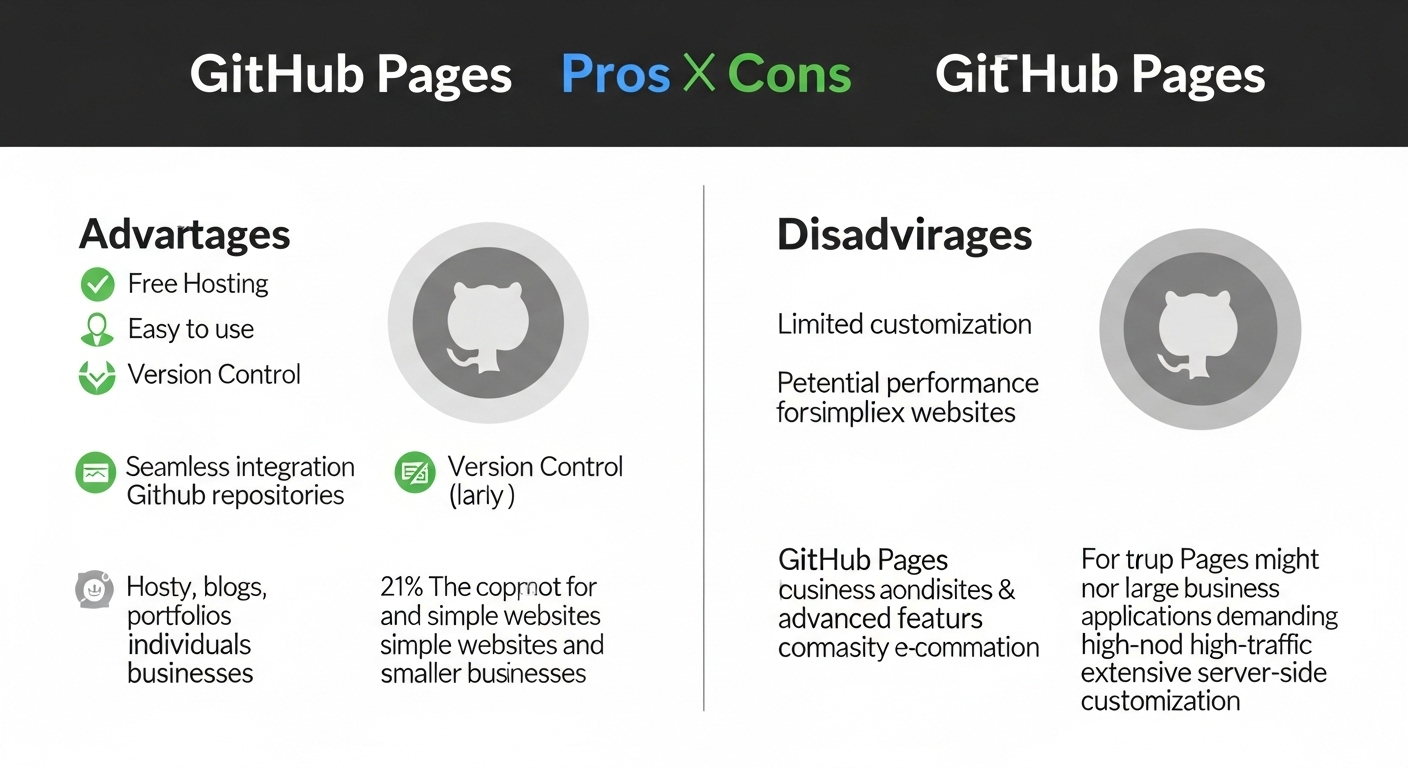 GitHub Pages Pros X Cons GitHub Pages
Advartages
Free Hosting
Easy to use
Version Control
Seamless integration
Github repositories
Version Control
(larly )
Hosty, blogs,
portfolios
individuals
businesses
21% The copmot for
and simple websites
simple websites and
smaller businesses
Disadvirages
Limited customization
Petential performance
forsimpliex websites
GitHub Pages
cusiness aondisites &
advanced featurs
commasity e-commation
For trup Pages might
nor large business
applications demanding
high-nod high-traffic
extensive server-side
customization